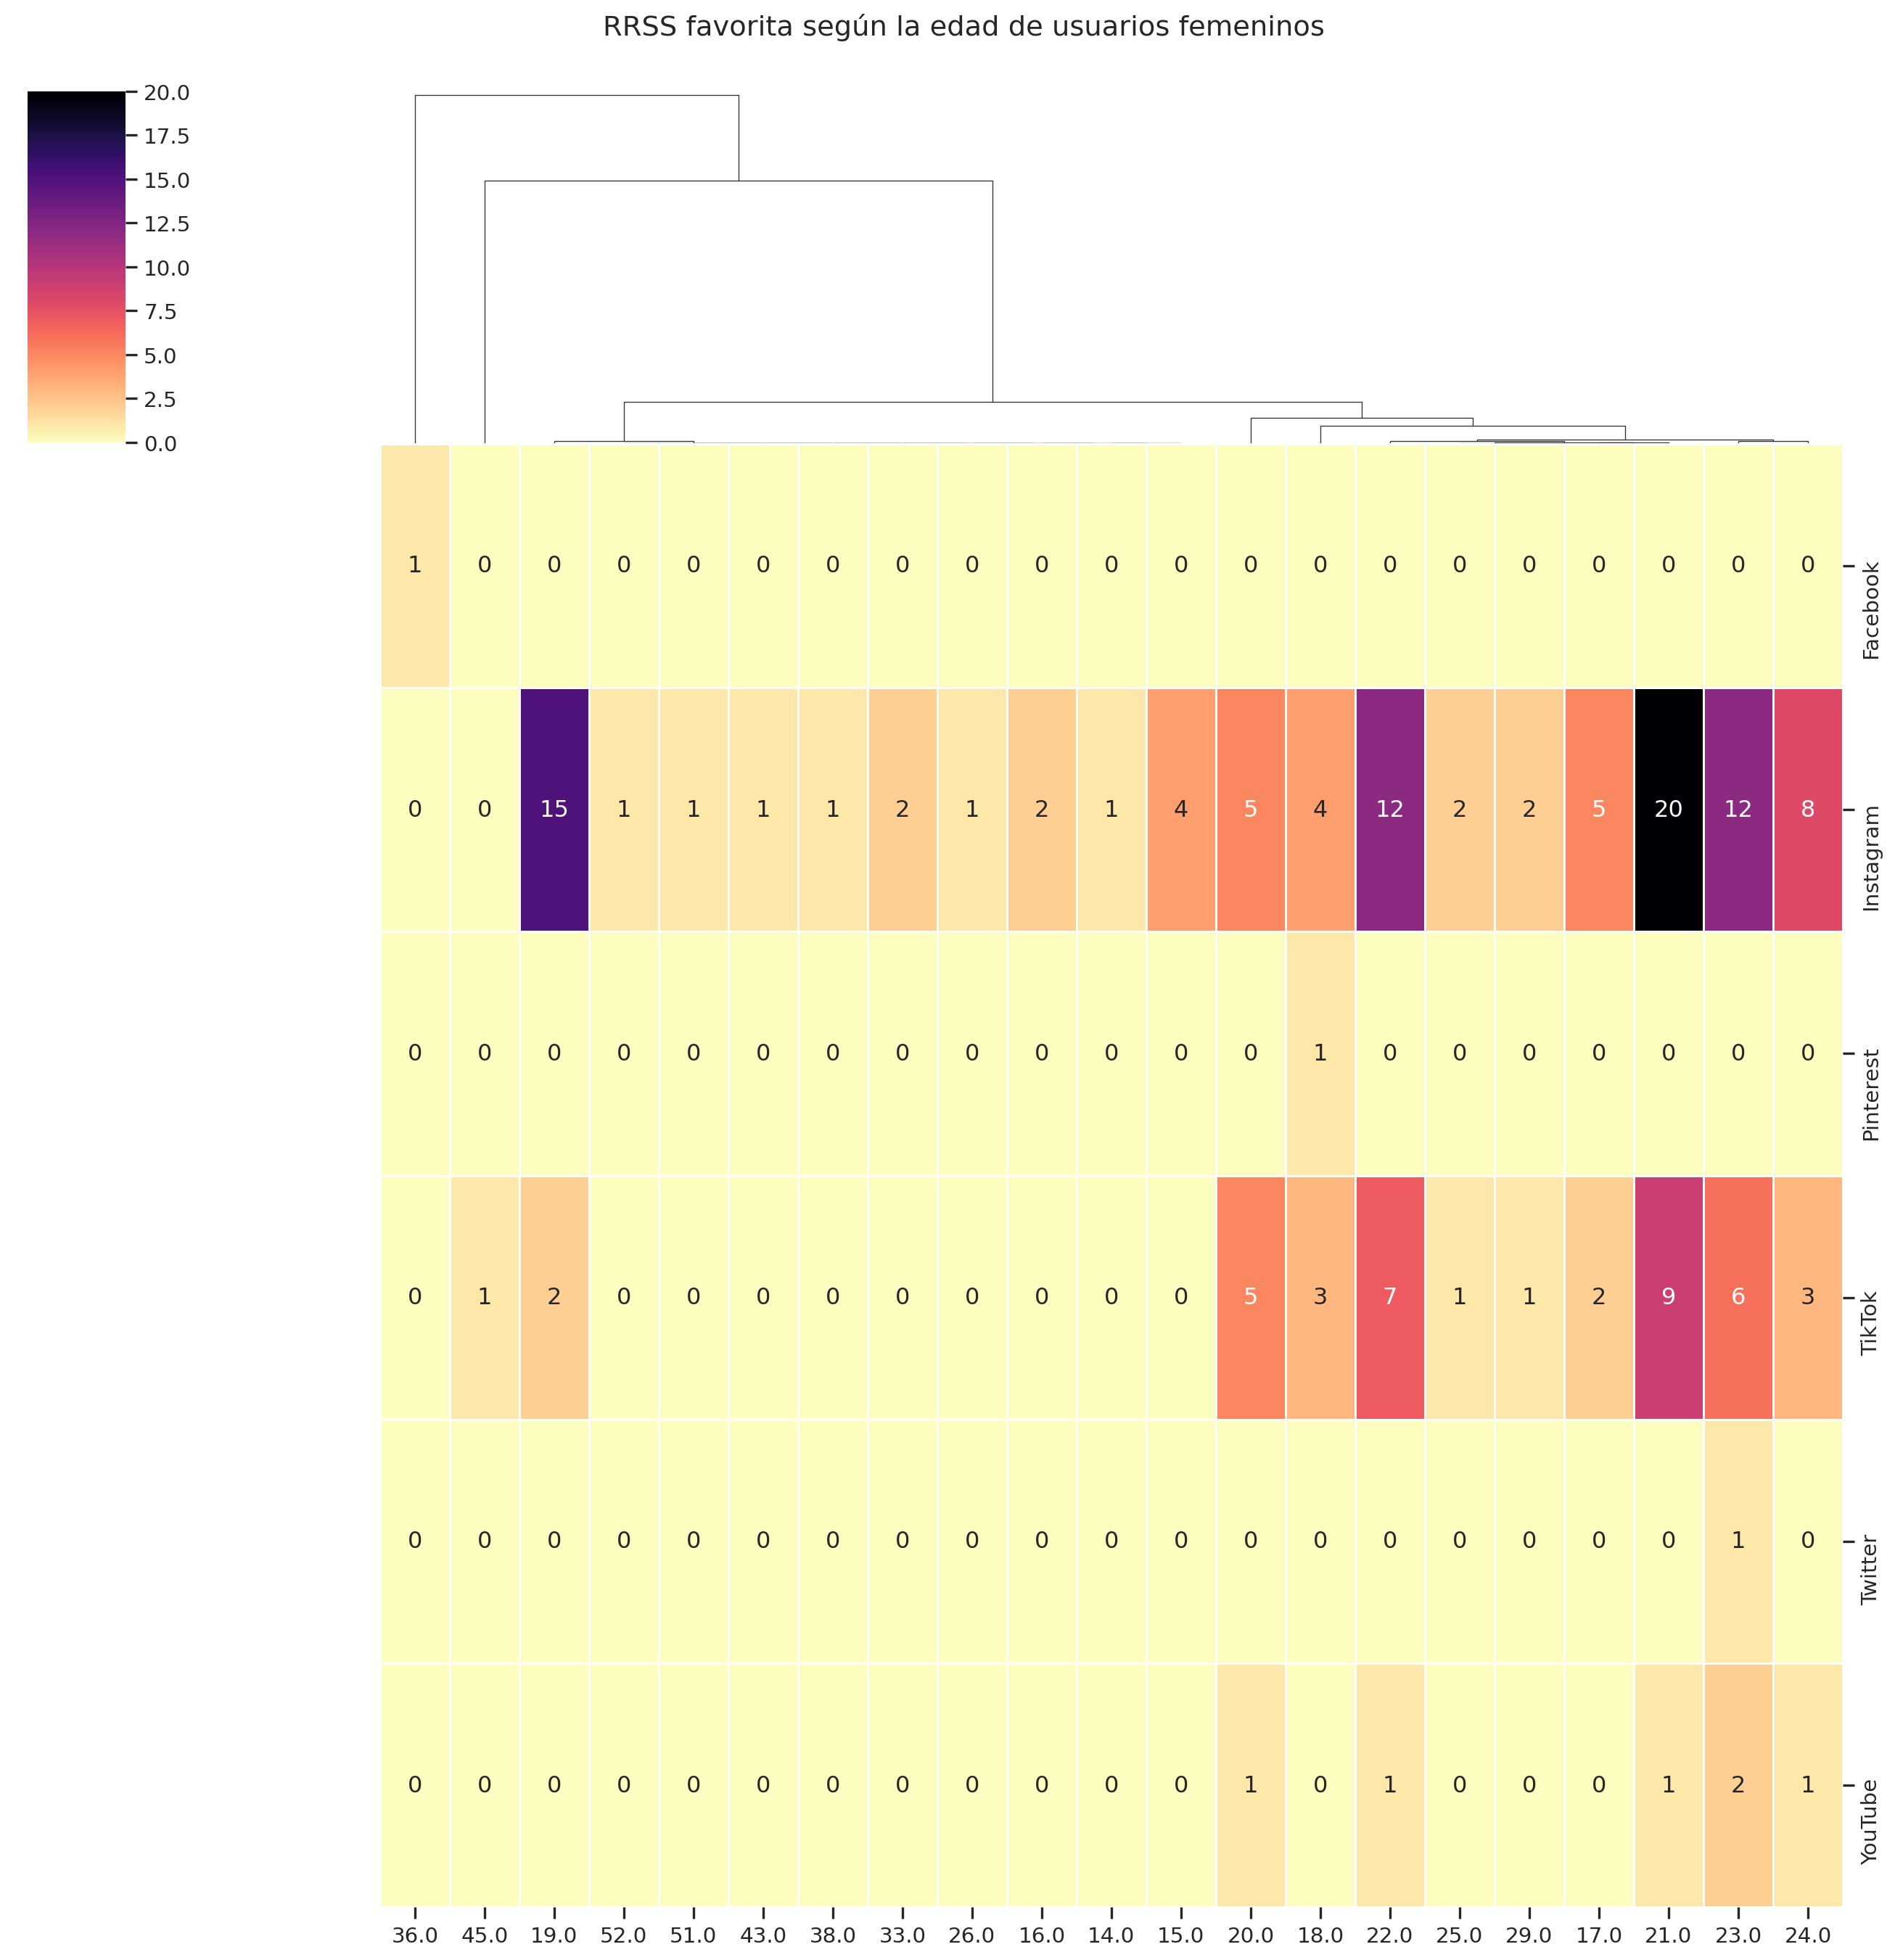 RRSS favorita según la edad de usuarios femeninos
20.0
17.5
15.0
12.5
10.0
7.5
5.0
2.5
0.0
1 0 0 0 0 0 0 0 0 0 0 0 0 0 0 0 0 0 0 0 0
Facebook
0 0 15 1 1 1 1 2 1 2 1 4 5 4 12 2 2 5 20 12 8
Instagram
0 0 0 0 0 0 0 0 0 0 0 0 0 1 0 0 0 0 0 0 0
Pinterest
0 1 2 0 0 0 0 0 0 0 0 0 5 3 7 1 1 2 9 6 3
TikTok
0 0 0 0 0 0 0 0 0 0 0 0 0 0 0 0 0 0 0 1 0
Twitter
0 0 0 0 0 0 0 0 0 0 0 0 1 0 1 0 0 0 1 2 1
YouTube
36.0 45.0 19.0 52.0 51.0 43.0 38.0 33.0 26.0 16.0 14.0 15.0 20.0 18.0 22.0 25.0 29.0 17.0 21.0 23.0 24.0